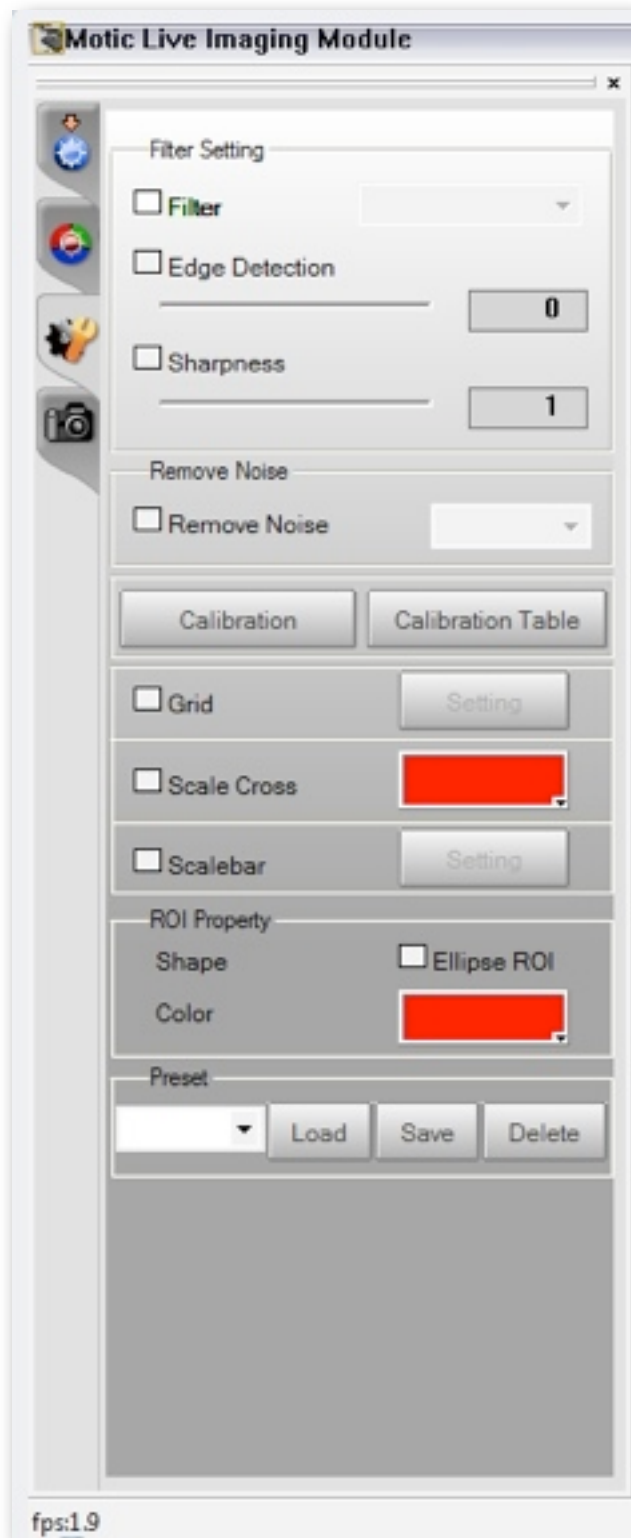 Motic Live Imaging Module
x
Filter Setting
Filter
Edge Detection
0
Sharpness
1
Remove Noise
Remove Noise
Calibration Calibration Table
Grid Setting
Scale Cross
Scalebar Setting
ROI Property
Shape Ellipse ROI
Color
Preset
Load Save Delete
fps:1.9